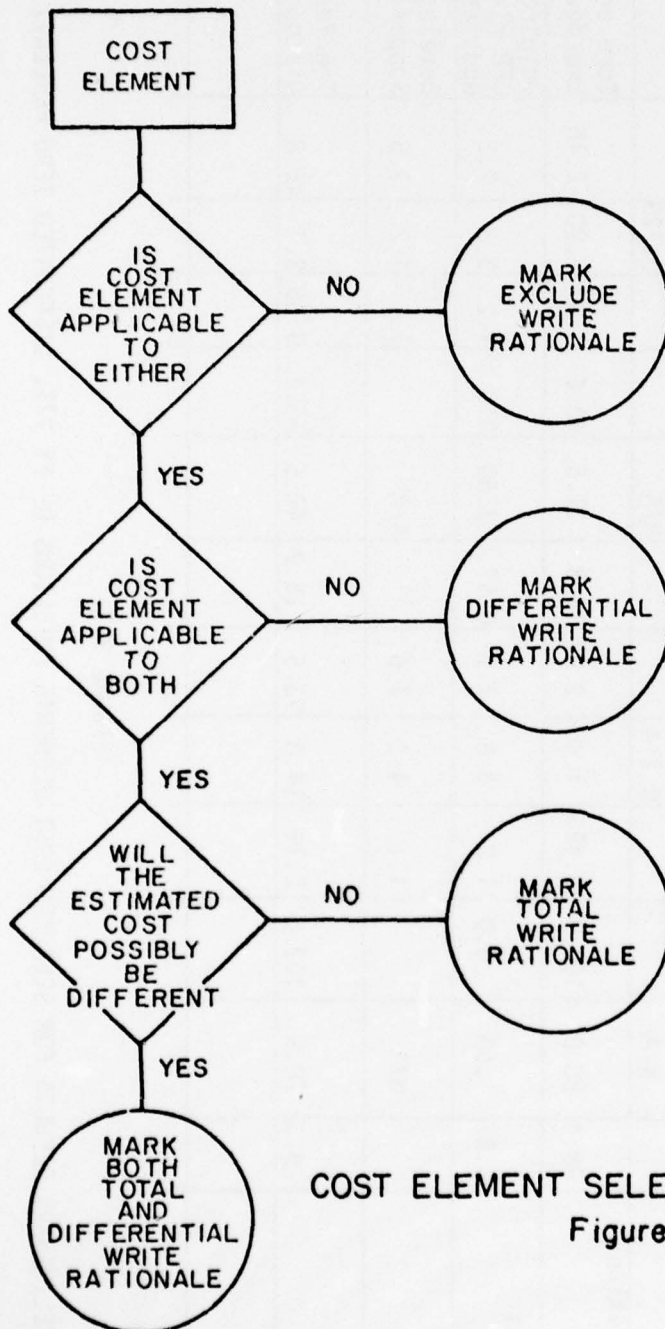 COST
ELEMENT
IS
COST
ELEMENT
APPLICABLE
TO
EITHER
NO
MARK
EXCLUDE
WRITE
RATIONALE
YES
IS
COST
ELEMENT
APPLICABLE
TO
BOTH
NO
MARK
DIFFERENTIAL
WRITE
RATIONALE
YES
WILL
THE
ESTIMATED
COST
POSSIBLY
BE
DIFFERENT
NO
MARK
TOTAL
WRITE
RATIONALE
YES
MARK
BOTH
TOTAL
AND
DIFFERENTIAL
WRITE
RATIONALE
COST ELEMENT SELE
Figure